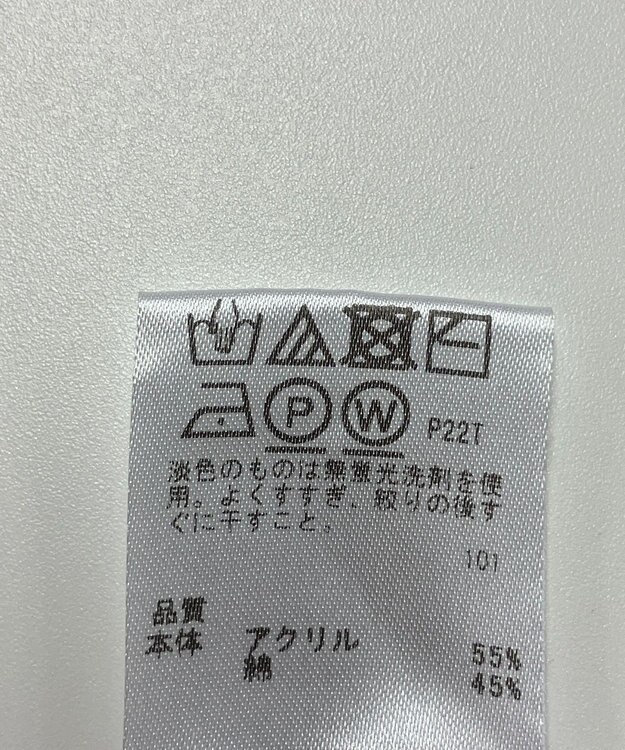 P W P22T
淡色のものは無蛍光洗剤を使
用。よくすすぎ、絞りの後す
ぐに干すこと。
101
品質
本体 アクリル 55%
綿 45%